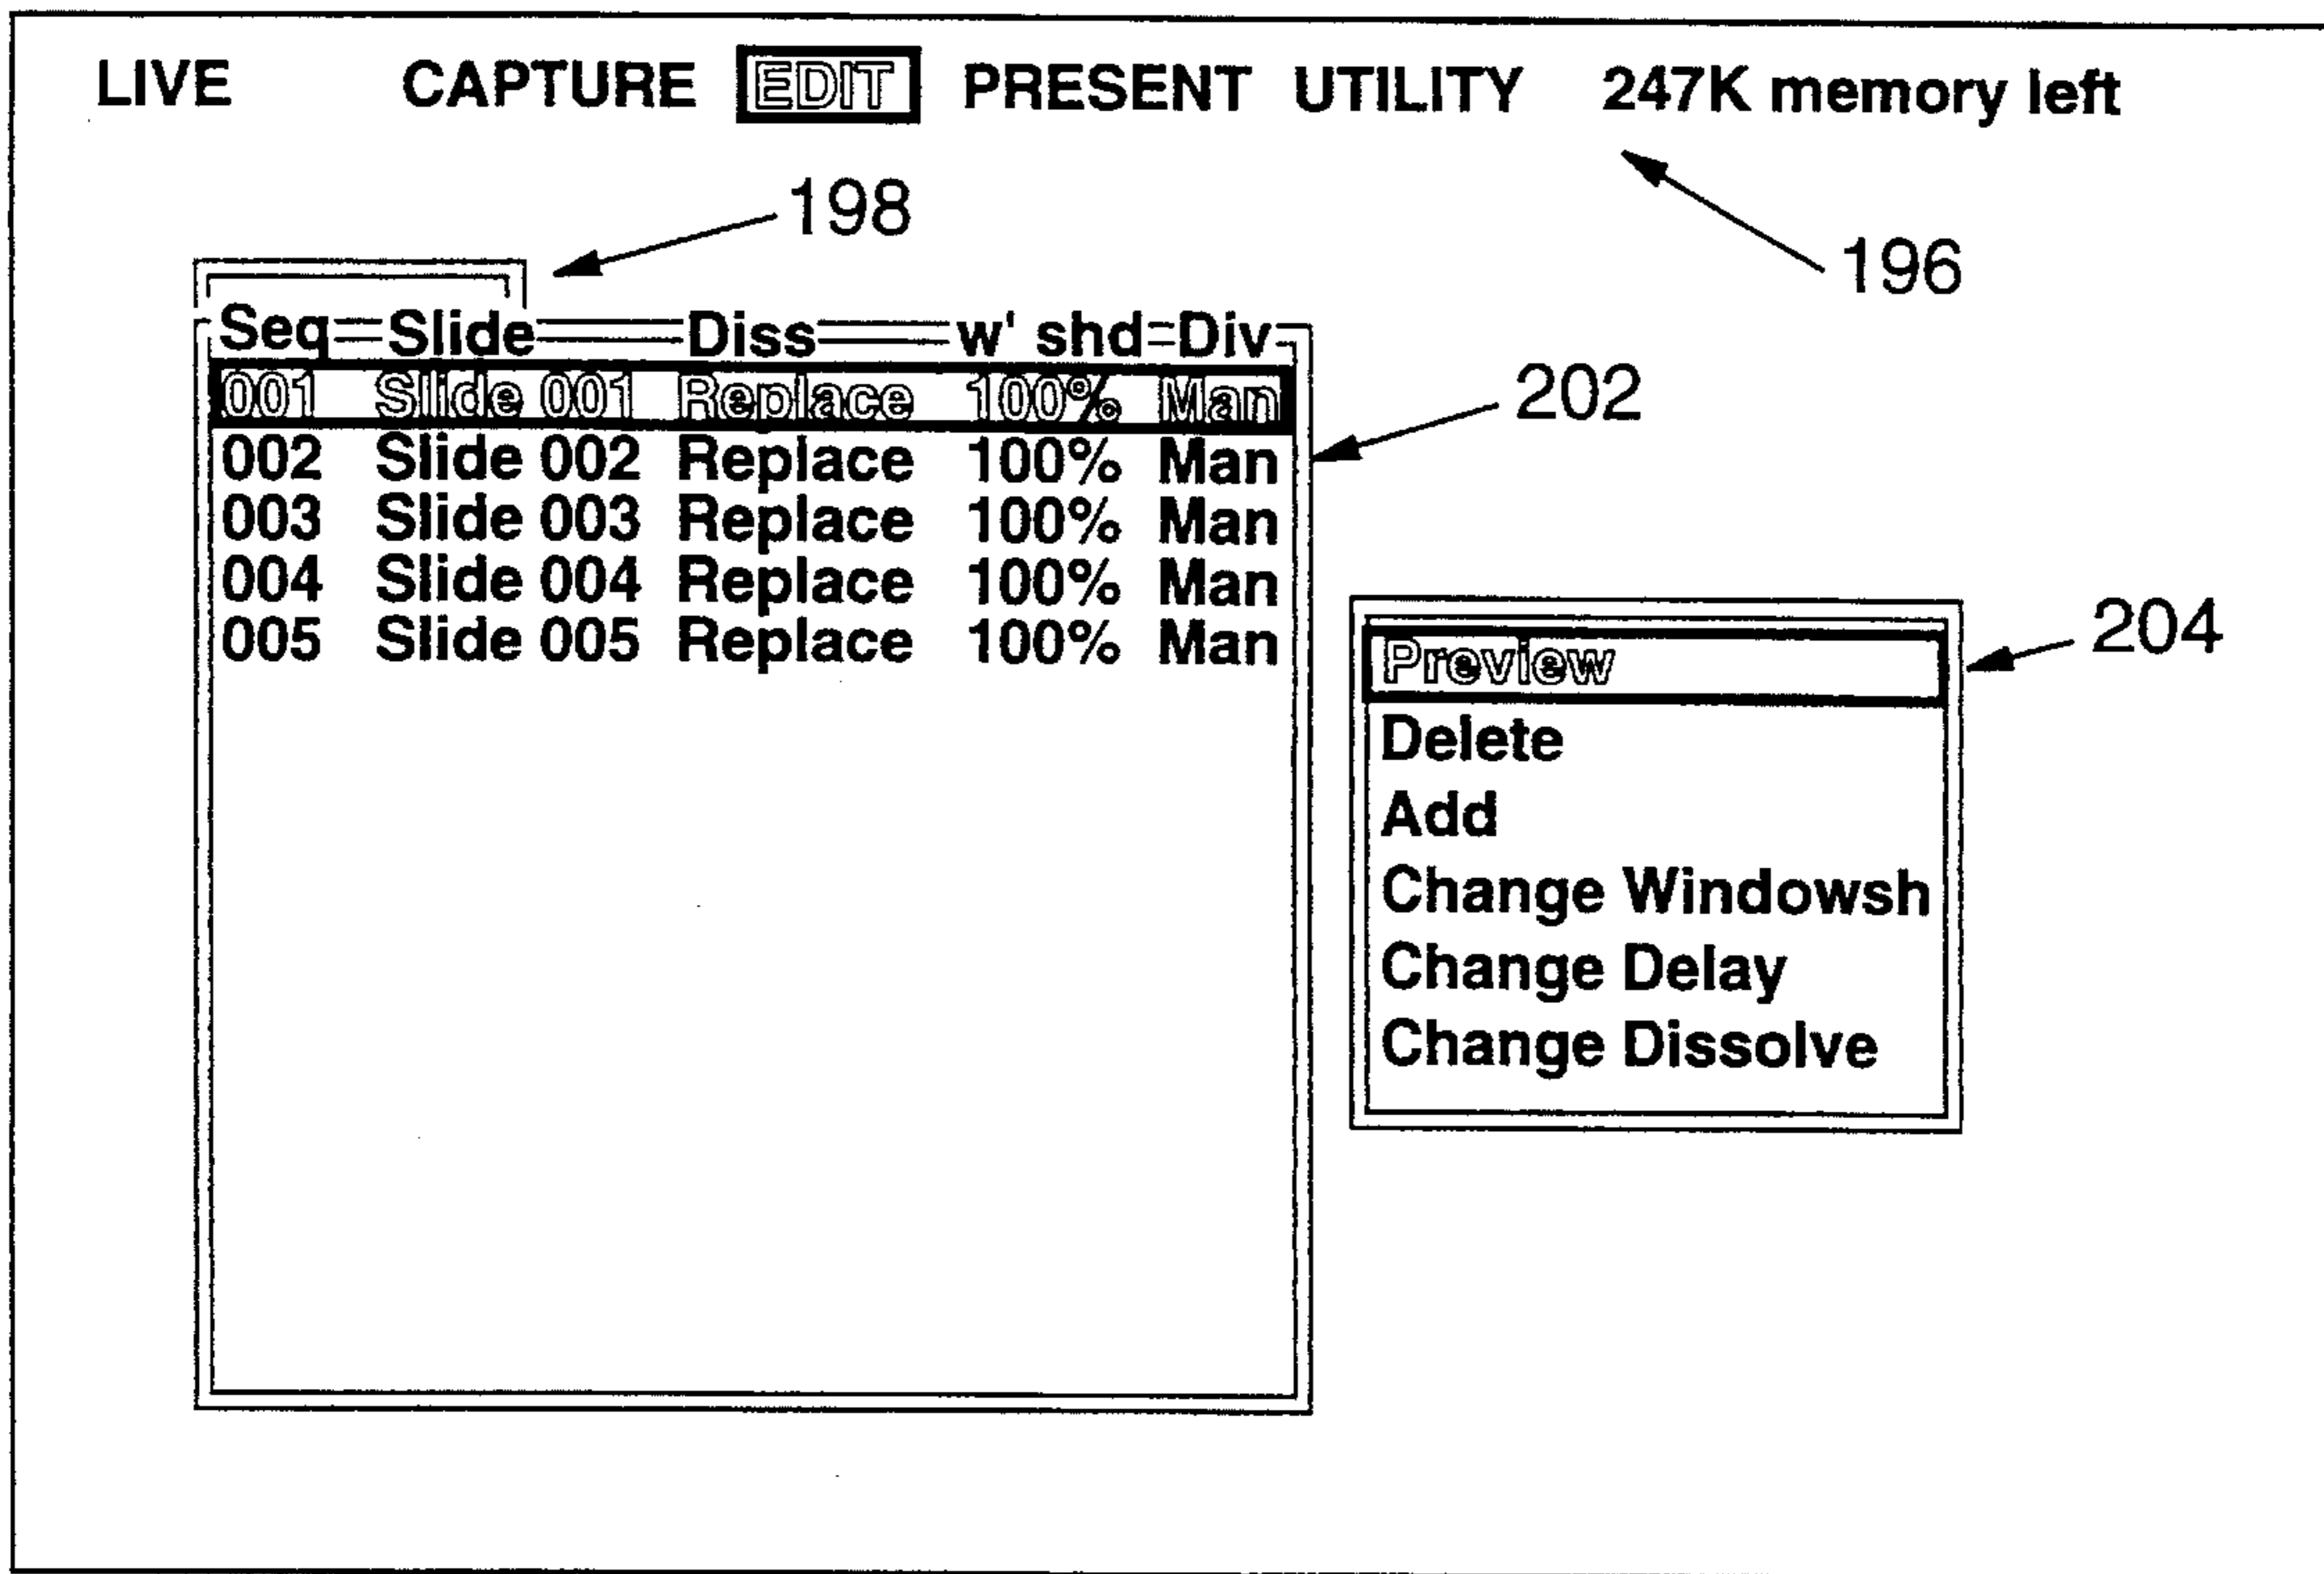 LIVE CAPTURE EDIT PRESENT UTILITY 247K memory left
198
196
Seq Slide Diss w' shd Div
202
001 Slide 001 Replace 100% Man
002 Slide 002 Replace 100% Man
003 Slide 003 Replace 100% Man
004 Slide 004 Replace 100% Man
005 Slide 005 Replace 100% Man
204
Preview
Delete
Add
Change Windowsh
Change Delay
Change Dissolve